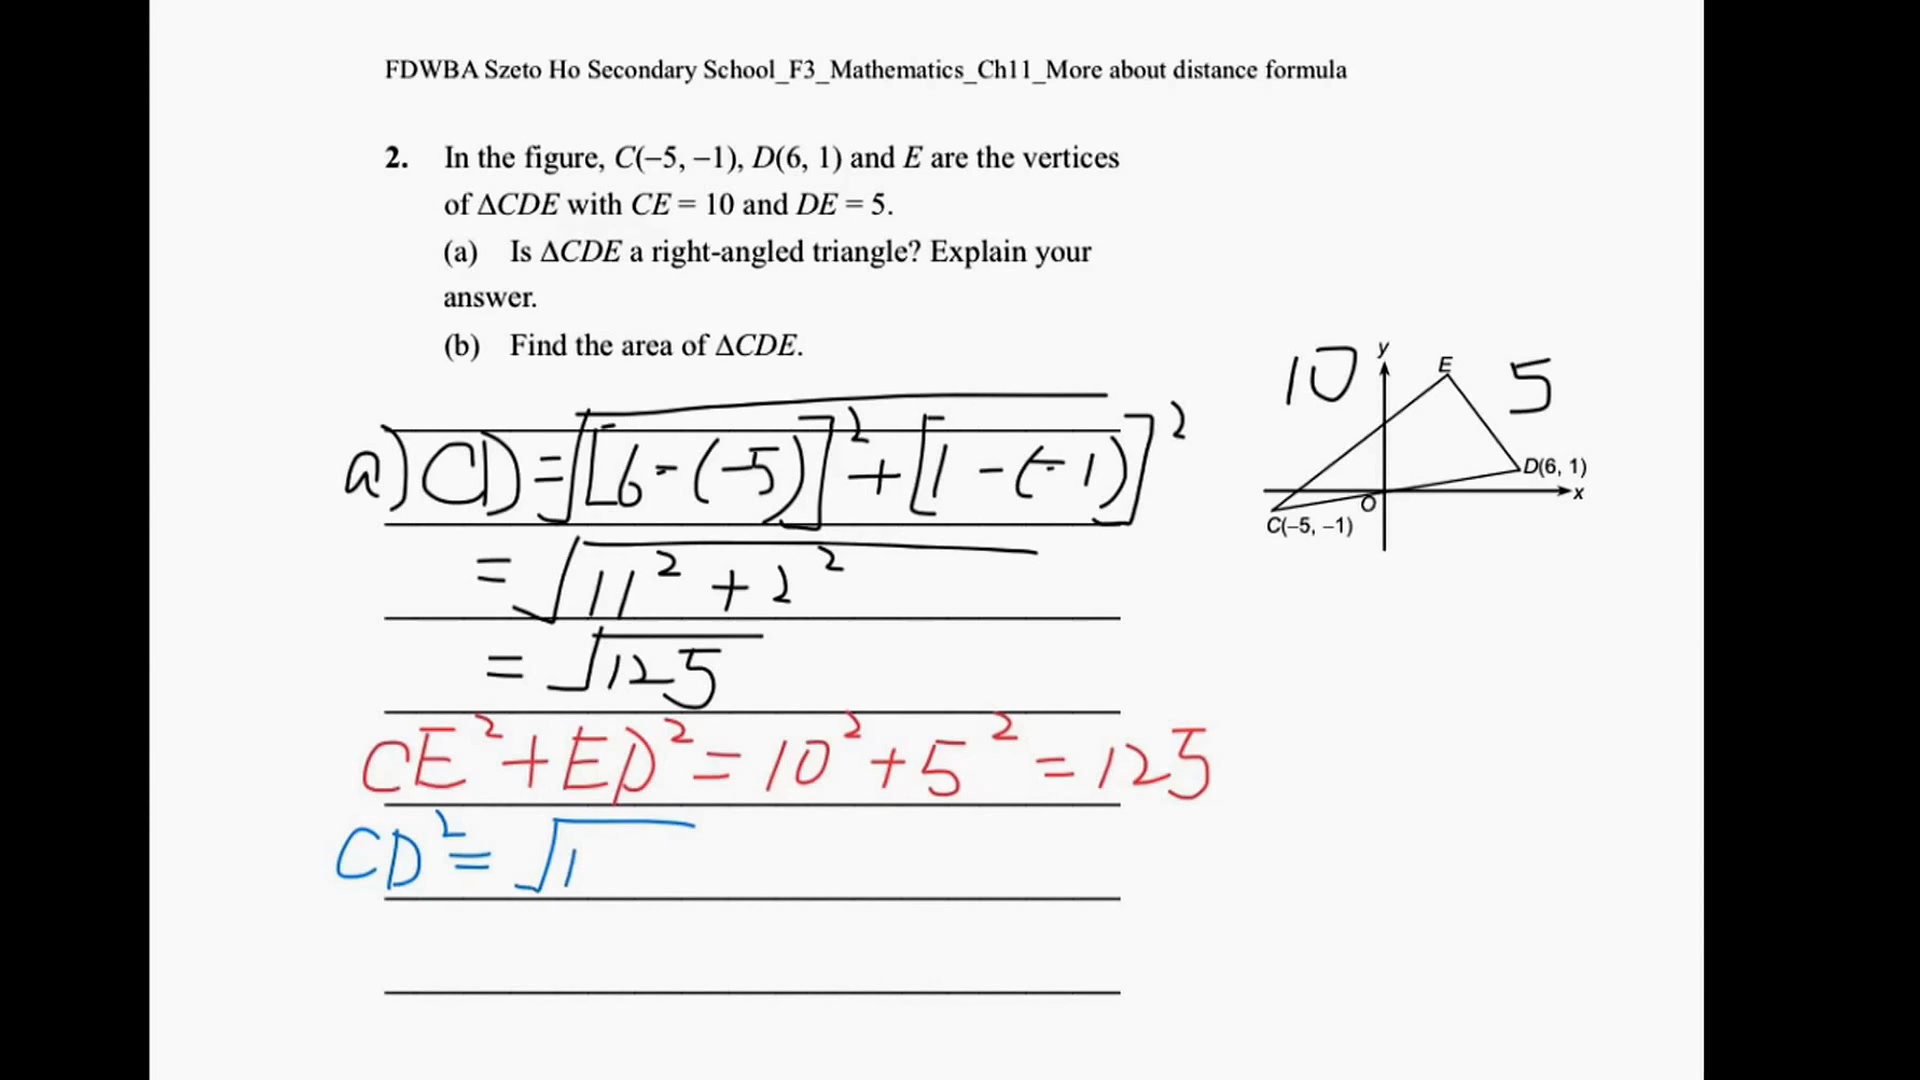 FDWBA Szeto Ho Secondary School_F3_Mathematics_Ch11_More about distance formula
2. In the figure, C(–5, –1), D(6, 1) and E are the vertices
of ΔCDE with CE = 10 and DE = 5.
(a) Is ΔCDE a right-angled triangle? Explain your
answer.
(b) Find the area of ΔCDE.
10
y
E
5
D(6, 1)
x
O
C(–5, –1)
a) CD = √[6-(-5)]² + [1-(-1)]²
= √11² + 2²
= √125
CE² + ED² = 10² + 5² = 125
CD² = √1